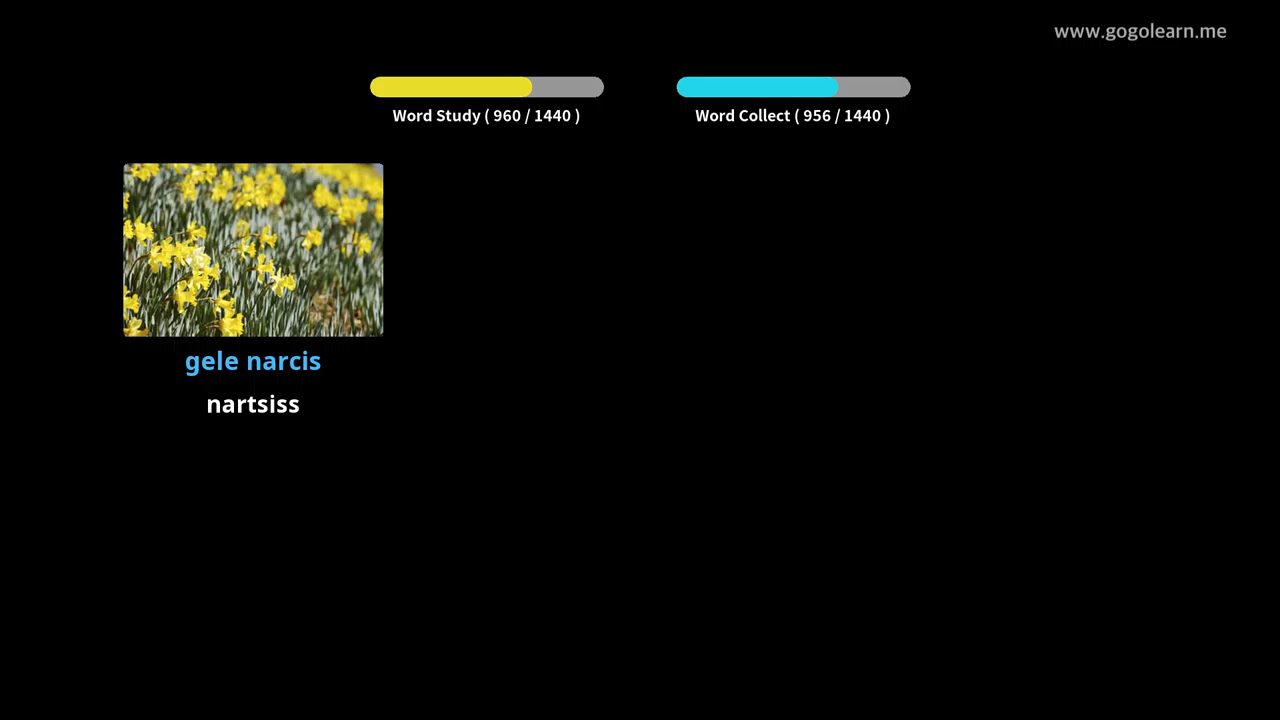 www.gogolearn.me
Word Study ( 960 / 1440 )
Word Collect ( 956 / 1440 )
gele narcis
nartsiss